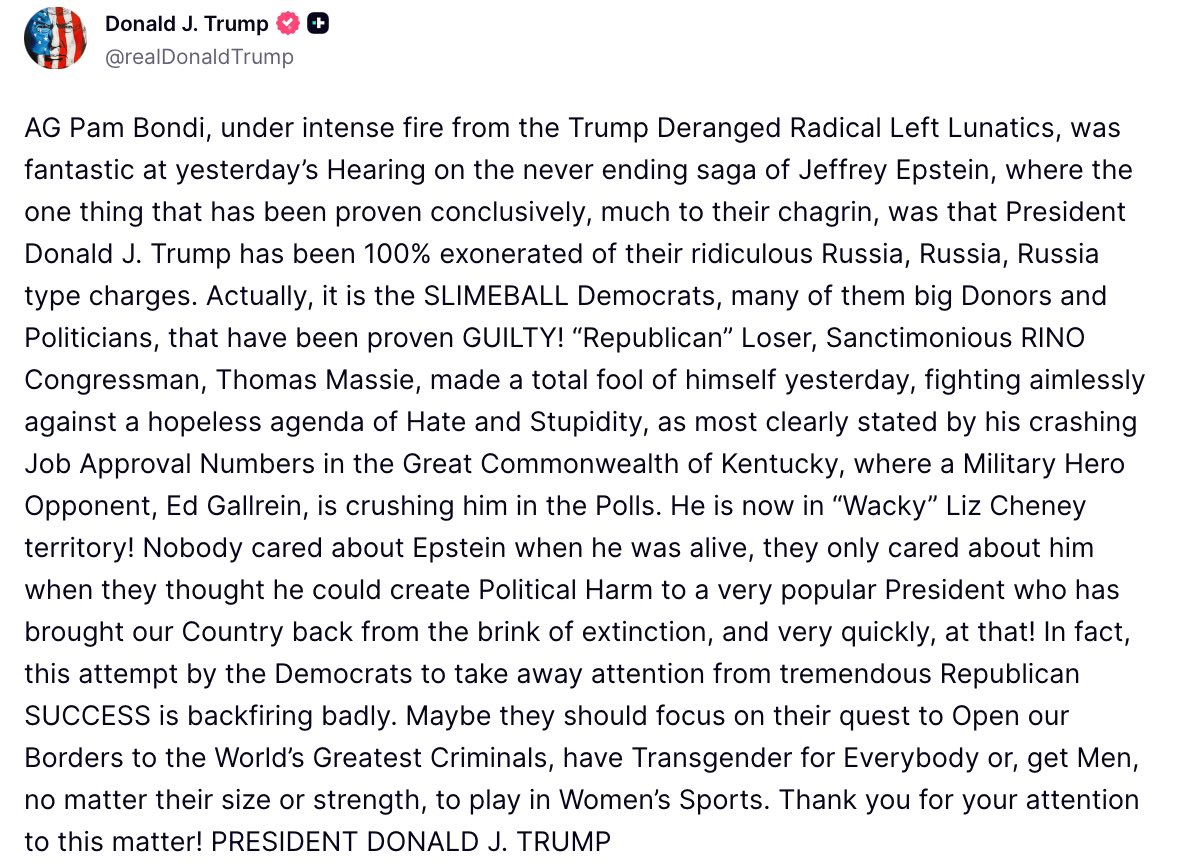 Donald J. Trump
@realDonaldTrump
AG Pam Bondi, under intense fire from the Trump Deranged Radical Left Lunatics, was
fantastic at yesterday’s Hearing on the never ending saga of Jeffrey Epstein, where the
one thing that has been proven conclusively, much to their chagrin, was that President
Donald J. Trump has been 100% exonerated of their ridiculous Russia, Russia, Russia
type charges. Actually, it is the SLIMEBALL Democrats, many of them big Donors and
Politicians, that have been proven GUILTY! “Republican” Loser, Sanctimonious RINO
Congressman, Thomas Massie, made a total fool of himself yesterday, fighting aimlessly
against a hopeless agenda of Hate and Stupidity, as most clearly stated by his crashing
Job Approval Numbers in the Great Commonwealth of Kentucky, where a Military Hero
Opponent, Ed Gallrein, is crushing him in the Polls. He is now in “Wacky” Liz Cheney
territory! Nobody cared about Epstein when he was alive, they only cared about him
when they thought he could create Political Harm to a very popular President who has
brought our Country back from the brink of extinction, and very quickly, at that! In fact,
this attempt by the Democrats to take away attention from tremendous Republican
SUCCESS is backfiring badly. Maybe they should focus on their quest to Open our
Borders to the World’s Greatest Criminals, have Transgender for Everybody or, get Men,
no matter their size or strength, to play in Women’s Sports. Thank you for your attention
to this matter! PRESIDENT DONALD J. TRUMP